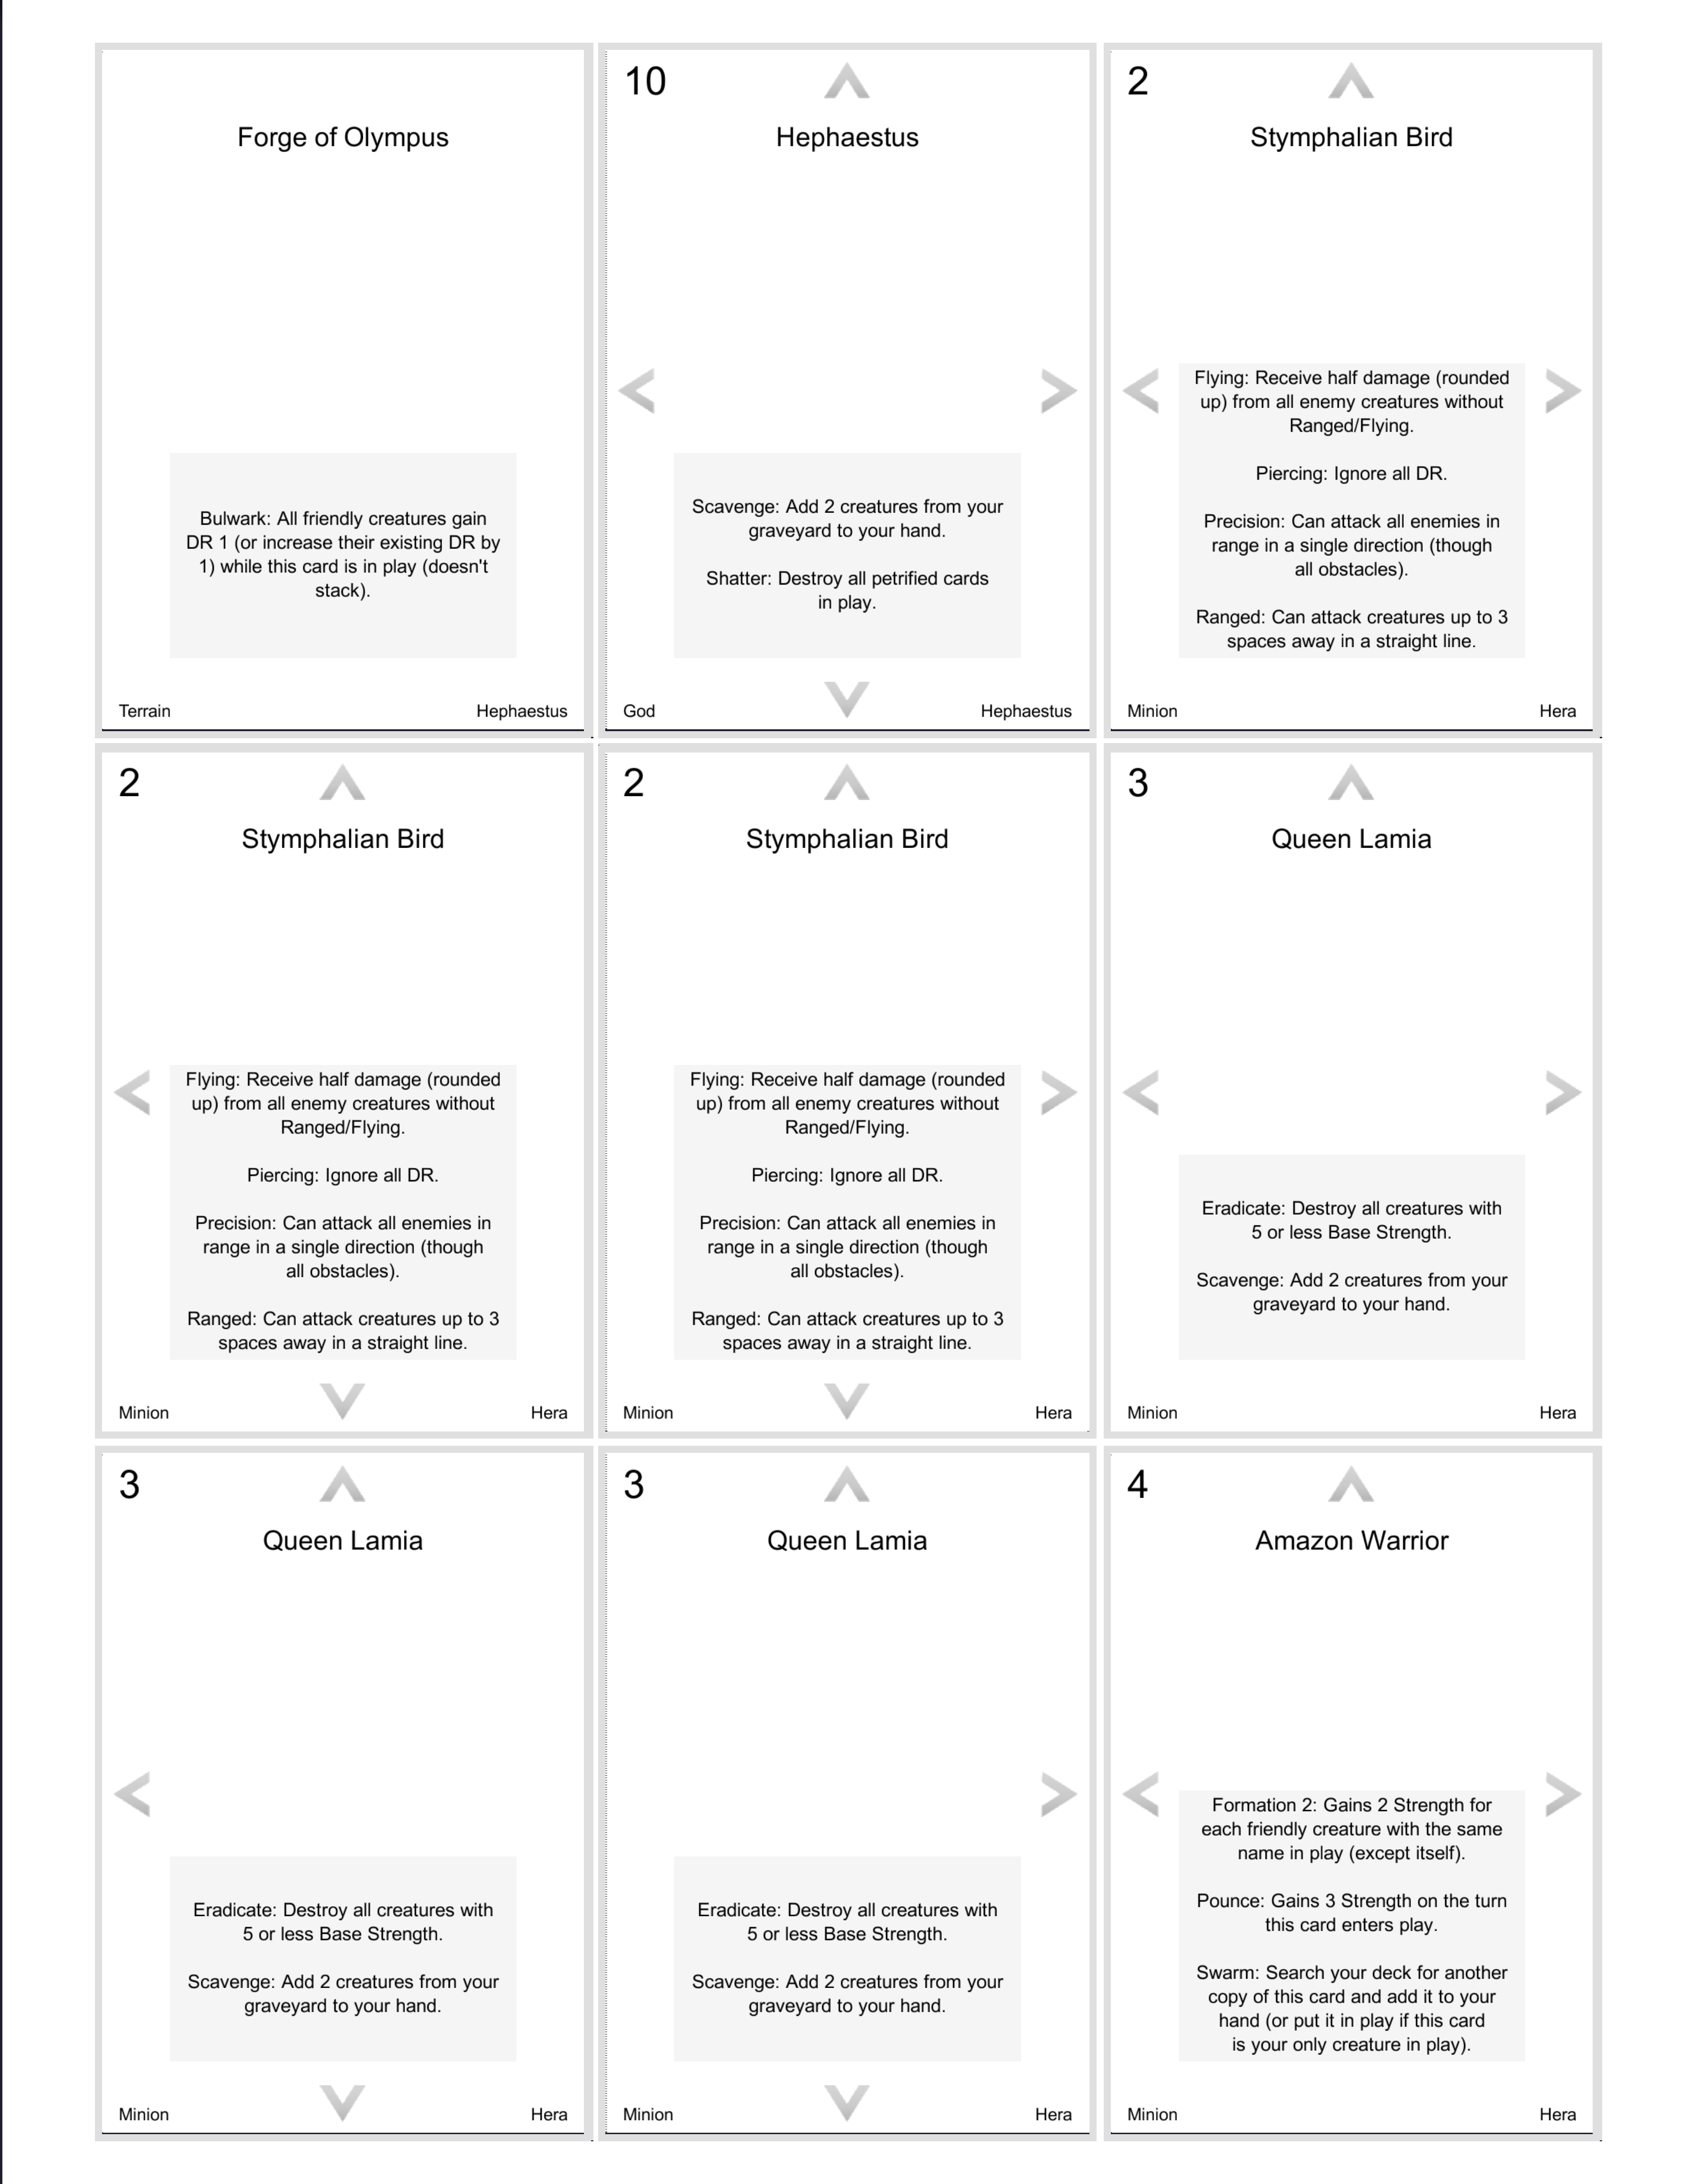 Forge of Olympus
Bulwark: All friendly creatures gain
DR 1 (or increase their existing DR by
1) while this card is in play (doesn't
stack).
Terrain
Hephaestus
10
Hephaestus
Scavenge: Add 2 creatures from your
graveyard to your hand.
Shatter: Destroy all petrified cards
in play.
God
Hephaestus
2
Stymphalian Bird
Flying: Receive half damage (rounded
up) from all enemy creatures without
Ranged/Flying.
Piercing: Ignore all DR.
Precision: Can attack all enemies in
range in a single direction (though
all obstacles).
Ranged: Can attack creatures up to 3
spaces away in a straight line.
Minion
Hera
2
Stymphalian Bird
Flying: Receive half damage (rounded
up) from all enemy creatures without
Ranged/Flying.
Piercing: Ignore all DR.
Precision: Can attack all enemies in
range in a single direction (though
all obstacles).
Ranged: Can attack creatures up to 3
spaces away in a straight line.
Minion
Hera
2
Stymphalian Bird
Flying: Receive half damage (rounded
up) from all enemy creatures without
Ranged/Flying.
Piercing: Ignore all DR.
Precision: Can attack all enemies in
range in a single direction (though
all obstacles).
Ranged: Can attack creatures up to 3
spaces away in a straight line.
Minion
Hera
3
Queen Lamia
Eradicate: Destroy all creatures with
5 or less Base Strength.
Scavenge: Add 2 creatures from your
graveyard to your hand.
Minion
Hera
3
Queen Lamia
Eradicate: Destroy all creatures with
5 or less Base Strength.
Scavenge: Add 2 creatures from your
graveyard to your hand.
Minion
Hera
3
Queen Lamia
Eradicate: Destroy all creatures with
5 or less Base Strength.
Scavenge: Add 2 creatures from your
graveyard to your hand.
Minion
Hera
4
Amazon Warrior
Formation 2: Gains 2 Strength for
each friendly creature with the same
name in play (except itself).
Pounce: Gains 3 Strength on the turn
this card enters play.
Swarm: Search your deck for another
copy of this card and add it to your
hand (or put it in play if this card
is your only creature in play).
Minion
Hera